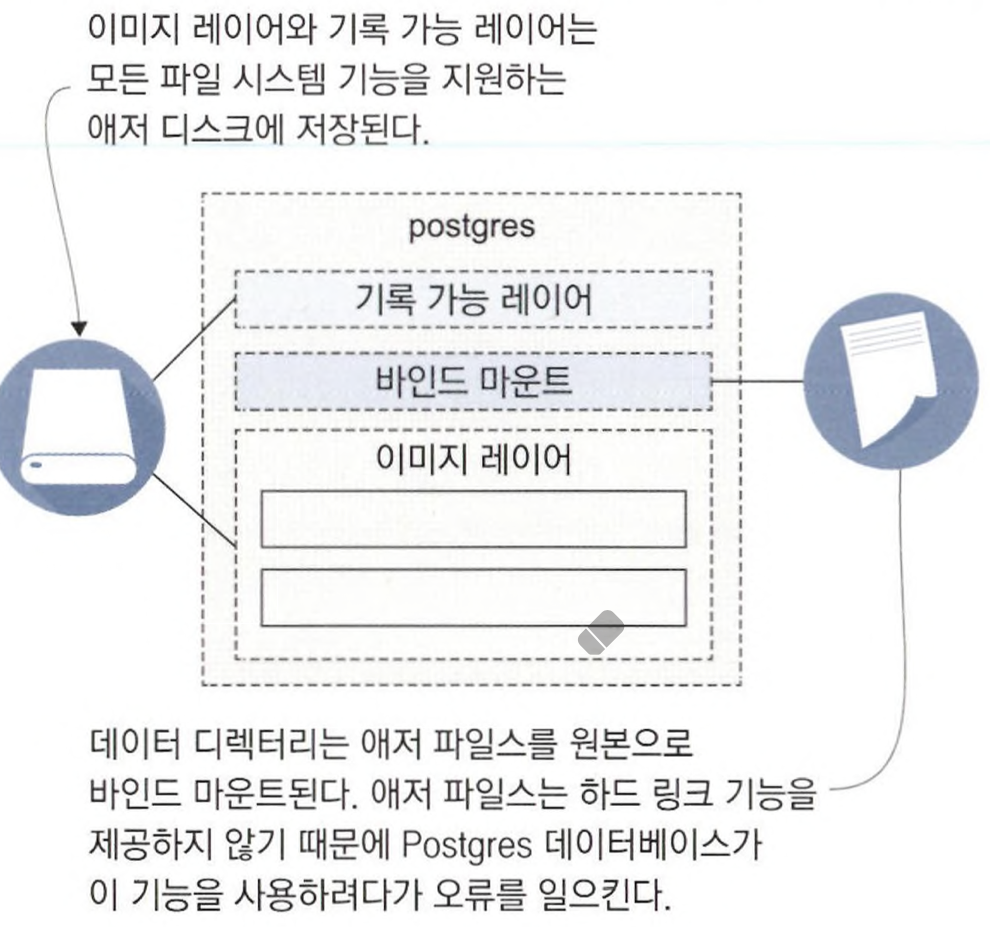 이미지 레이어와 기록 가능 레이어는
모든 파일 시스템 기능을 지원하는
애저 디스크에 저장된다.
postgres
기록 가능 레이어
바인드 마운트
이미지 레이어
데이터 디렉터리는 애저 파일스를 원본으로
바인드 마운트된다. 애저 파일스는 하드 링크 기능을
제공하지 않기 때문에 Postgres 데이터베이스가
이 기능을 사용하려다가 오류를 일으킨다.